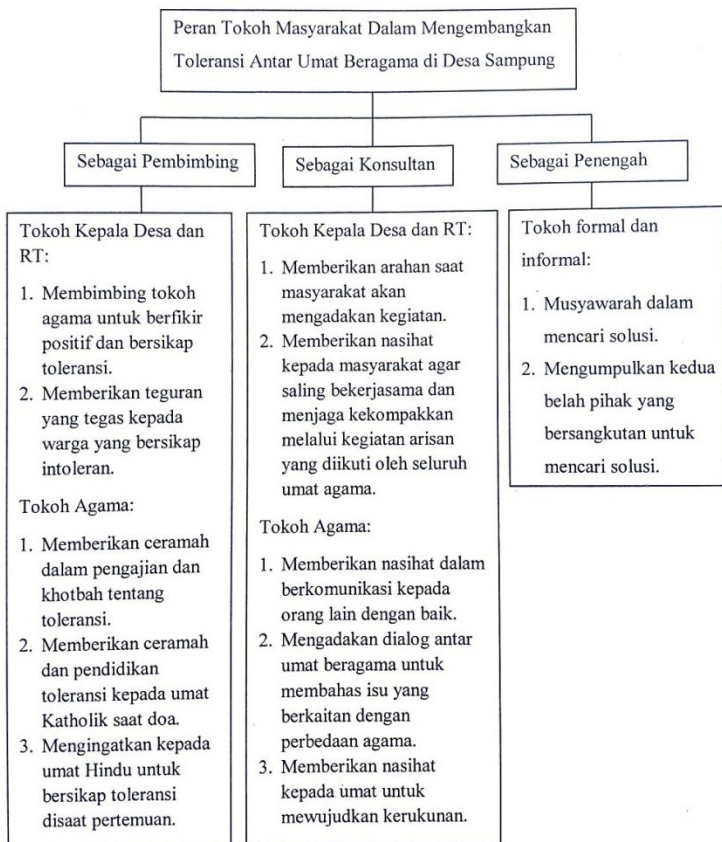 Peran Tokoh Masyarakat Dalam Mengembangkan
Toleransi Antar Umat Beragama di Desa Sampung
Sebagai Pembimbing
Sebagai Konsultan
Sebagai Penengah
Tokoh Kepala Desa dan
RT:
1. Membimbing tokoh
agama untuk berfikir
positif dan bersikap
toleransi.
2. Memberikan teguran
yang tegas kepada
warga yang bersikap
intoleran.
Tokoh Agama:
1. Memberikan ceramah
dalam pengajian dan
khotbah tentang
toleransi.
2. Memberikan ceramah
dan pendidikan
toleransi kepada umat
Katholik saat doa.
3. Mengingatkan kepada
umat Hindu untuk
bersikap toleransi
disaat pertemuan.
Tokoh Kepala Desa dan RT:
1. Memberikan arahan saat
masyarakat akan
mengadakan kegiatan.
2. Memberikan nasihat
kepada masyarakat agar
saling bekerjasama dan
menjaga kekompakkan
melalui kegiatan arisan
yang diikuti oleh seluruh
umat agama.
Tokoh Agama:
1. Memberikan nasihat dalam
berkomunikasi kepada
orang lain dengan baik.
2. Mengadakan dialog antar
umat beragama untuk
membahas isu yang
berkaitan dengan
perbedaan agama.
3. Memberikan nasihat
kepada umat untuk
mewujudkan kerukunan.
Tokoh formal dan
informal:
1. Musyawarah dalam
mencari solusi.
2. Mengumpulkan kedua
belah pihak yang
bersangkutan untuk
mencari solusi.